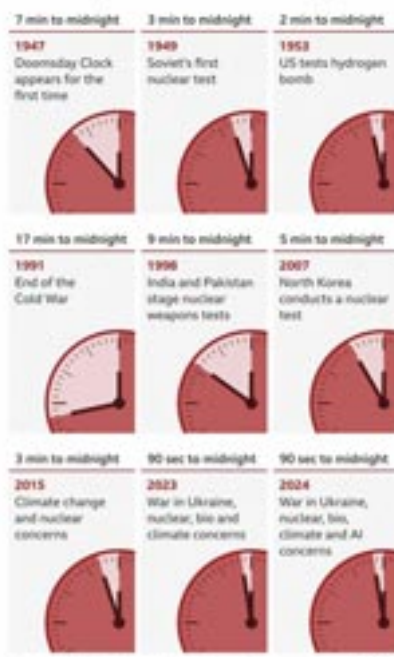 7 min to midnight
1947
Doomsday Clock
appears for the
first time
3 min to midnight
1949
Soviet's first
nuclear test
2 min to midnight
1953
US tests hydrogen
bomb
17 min to midnight
1991
End of the
Cold War
9 min to midnight
1998
India and Pakistan
stage nuclear
weapons tests
5 min to midnight
2007
North Korea
conducts a nuclear
test
3 min to midnight
2015
Climate change
and nuclear
concerns
90 sec to midnight
2023
War in Ukraine,
nuclear, bio and
climate concerns
90 sec to midnight
2024
War in Ukraine,
nuclear, bio,
climate and AI
concerns